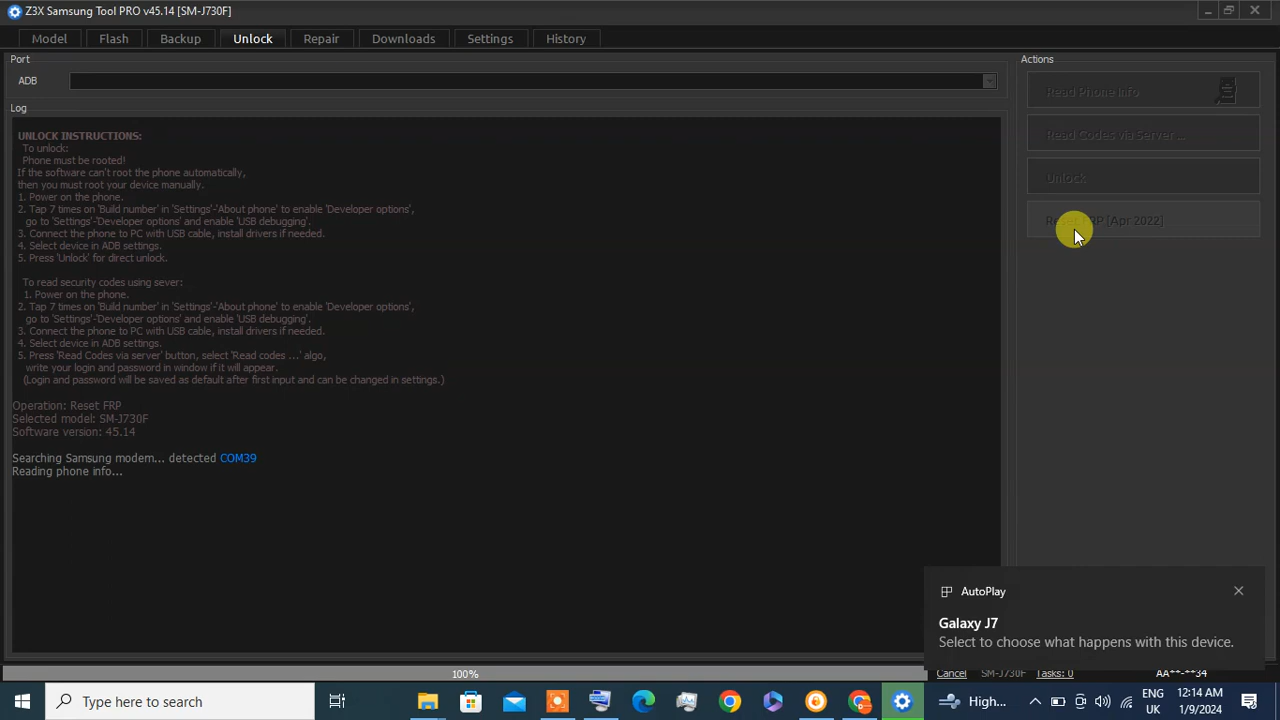 Z3X Samsung Tool PRO v45.14 [SM-J730F]
Model Flash Backup Unlock Repair Downloads Settings History
Port
ADB
Log
UNLOCK INSTRUCTIONS:
To unlock:
Phone must be rooted!
If the software can't root the phone automatically,
then you must root your device manually.
1. Power on the phone.
2. Tap 7 times on 'Build number' in 'Settings'-'About phone' to enable 'Developer options',
go to 'Settings'-'Developer options' and enable 'USB debugging'.
3. Connect the phone to PC with USB cable, install drivers if needed.
4. Select device in ADB settings.
5. Press 'Unlock' for direct unlock.
To read security codes using sever:
1. Power on the phone.
2. Tap 7 times on 'Build number' in 'Settings'-'About phone' to enable 'Developer options',
go to 'Settings'-'Developer options' and enable 'USB debugging'.
3. Connect the phone to PC with USB cable, install drivers if needed.
4. Select device in ADB settings.
5. Press 'Read Codes via server' button, select 'Read codes ...' algo,
write your login and password in window if it will appear.
(Login and password will be saved as default after first input and can be changed in settings.)
Operation: Reset FRP
Selected model: SM-J730F
Software version: 45.14
Searching Samsung modem... detected COM39
Reading phone info...
Actions
Read Phone Info
Read Codes via Server ...
Unlock
Reset FRP [Apr 2022]
AutoPlay
Galaxy J7
Select to choose what happens with this device.
100%
Cancel SM-J730F Tasks: 0 AA**-**34
Type here to search
High...
ENG
UK
12:14 AM
1/9/2024